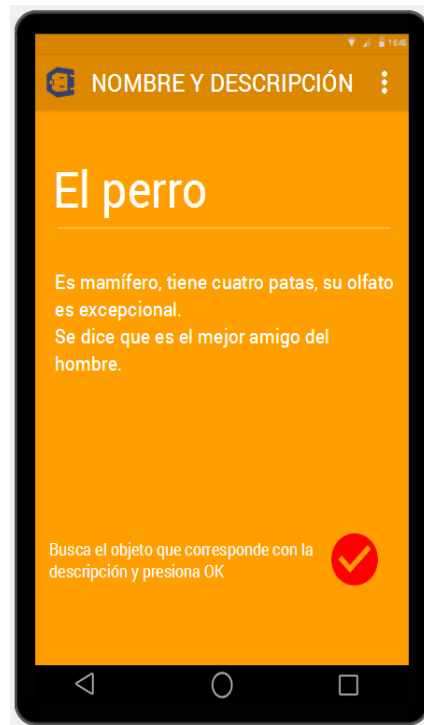 18:45
NOMBRE Y DESCRIPCIÓN
El perro
Es mamífero, tiene cuatro patas, su olfato
es excepcional.
Se dice que es el mejor amigo del
hombre.
Busca el objeto que corresponde con la
descripción y presiona OK